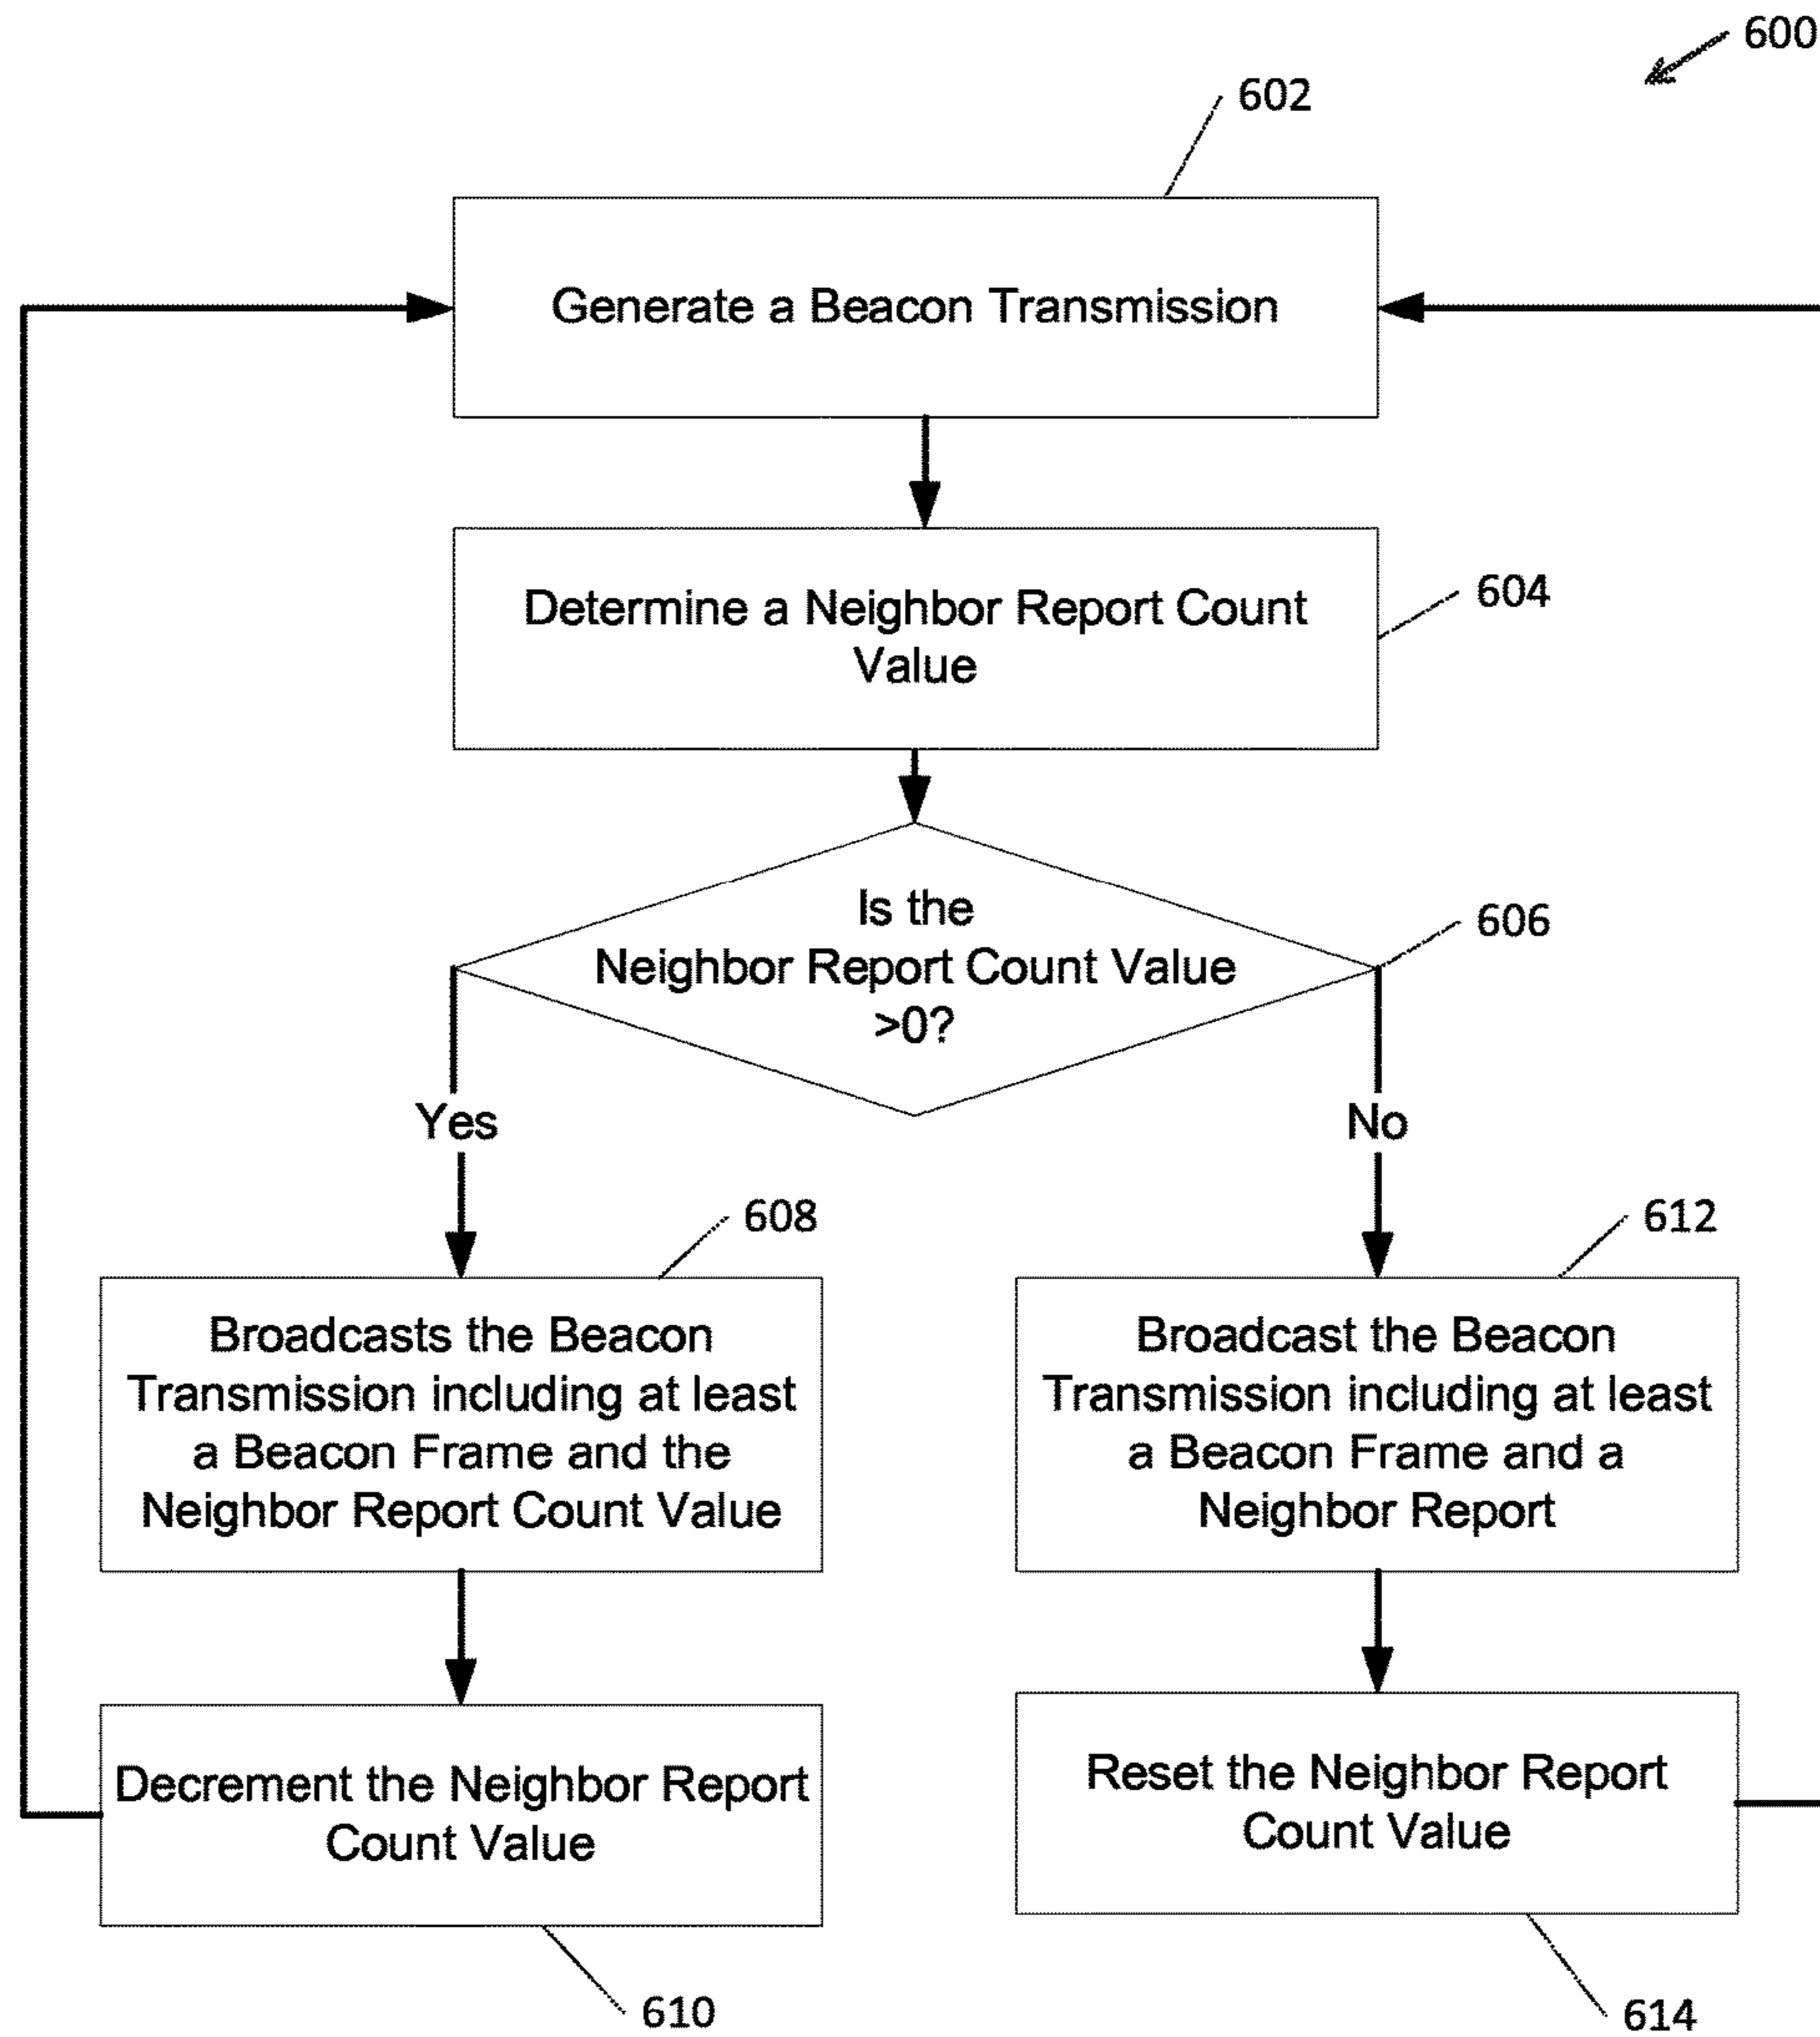 600
602
Generate a Beacon Transmission
Determine a Neighbor Report Count
Value
604
Is the
Neighbor Report Count Value
>0?
606
Yes
No
608
Broadcasts the Beacon
Transmission including at least
a Beacon Frame and the
Neighbor Report Count Value
612
Broadcast the Beacon
Transmission including at least
a Beacon Frame and a
Neighbor Report
Decrement the Neighbor Report
Count Value
610
Reset the Neighbor Report
Count Value
614